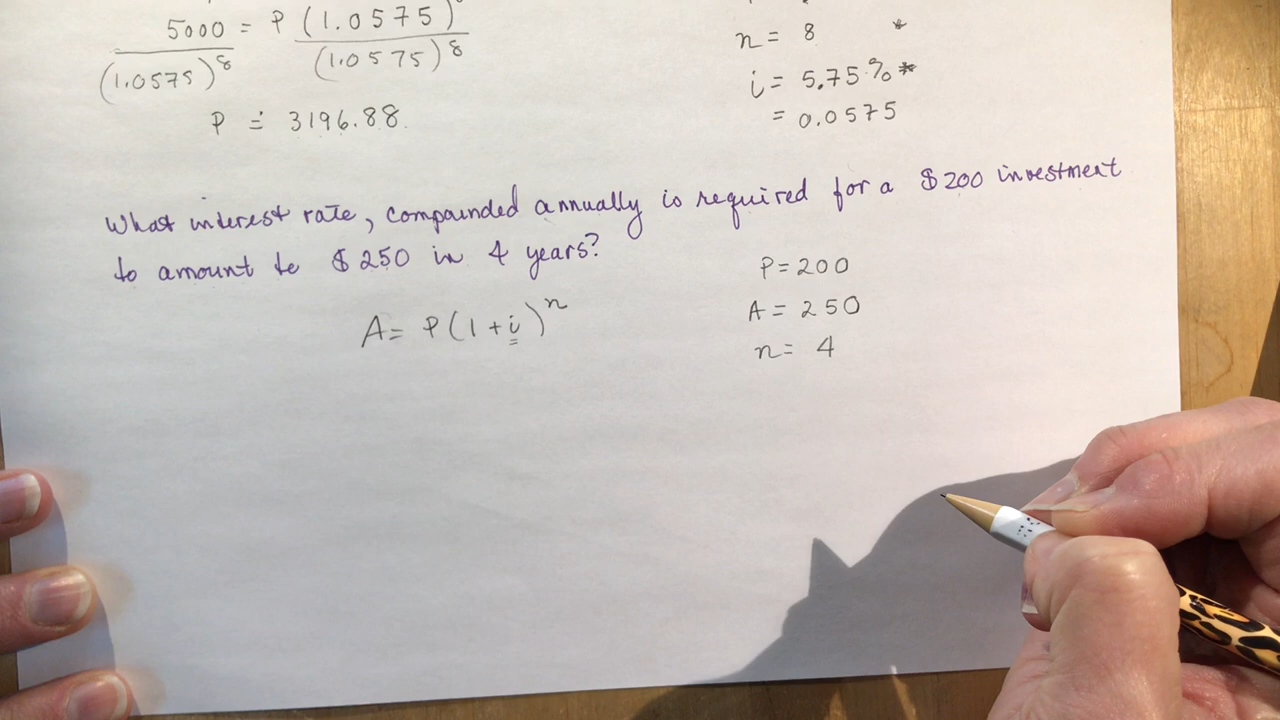 5000 = P (1.0575)
(1.0575)^8 (1.0575)^8
P ≐ 3196.88
n = 8 *
i = 5.75% *
= 0.0575
What interest rate, compounded annually is required for a $200 investment
to amount to $250 in 4 years?
A = P(1+i)^n
P = 200
A = 250
n = 4